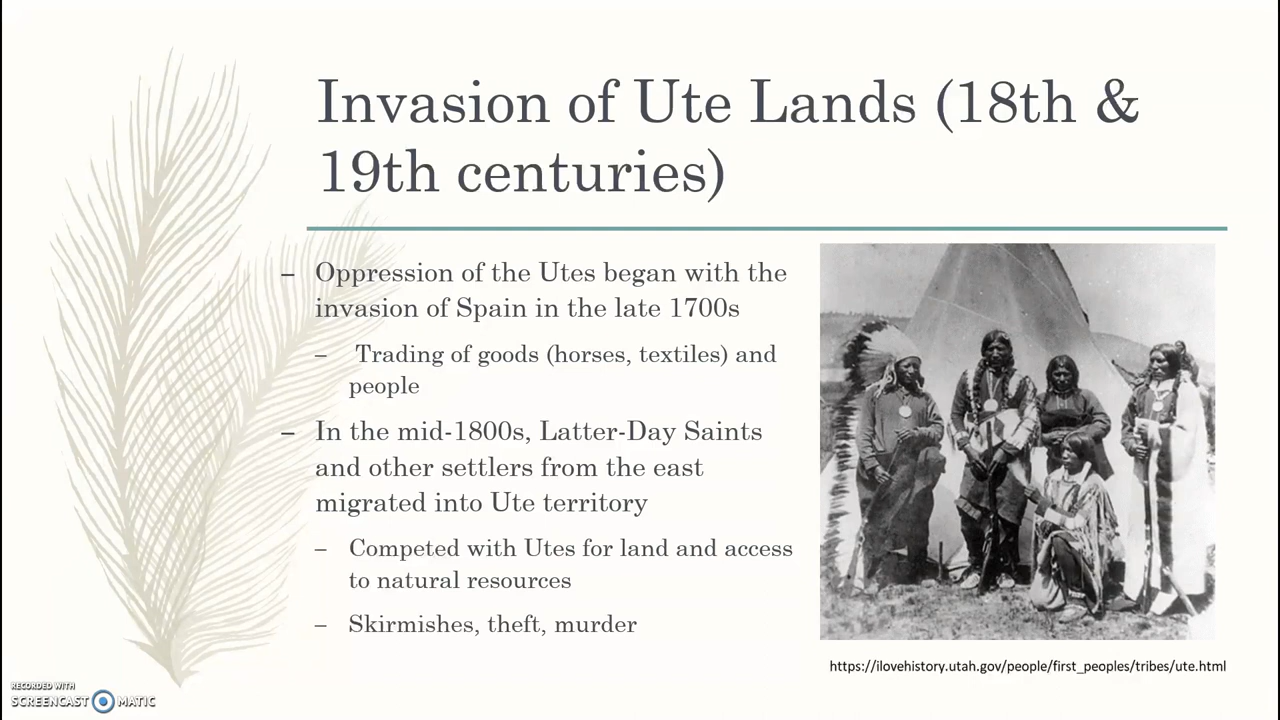 Invasion of Ute Lands (18th &
19th centuries)
– Oppression of the Utes began with the
invasion of Spain in the late 1700s
– Trading of goods (horses, textiles) and
people
– In the mid-1800s, Latter-Day Saints
and other settlers from the east
migrated into Ute territory
– Competed with Utes for land and access
to natural resources
– Skirmishes, theft, murder
https://ilovehistory.utah.gov/people/first_peoples/tribes/ute.html
RECORDED WITH
SCREENCAST MATIC